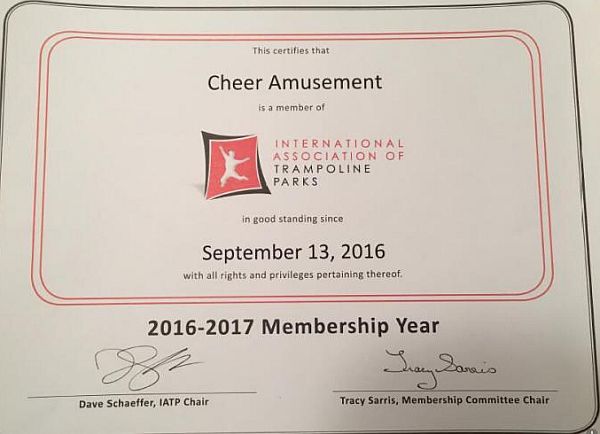 This certifies that
Cheer Amusement
is a member of
INTERNATIONAL
ASSOCIATION OF
TRAMPOLINE
PARKS
in good standing since
September 13, 2016
with all rights and privileges pertaining thereof.
2016-2017 Membership Year
Tracy Sarris
Dave Schaeffer, IATP Chair
Tracy Sarris, Membership Committee Chair